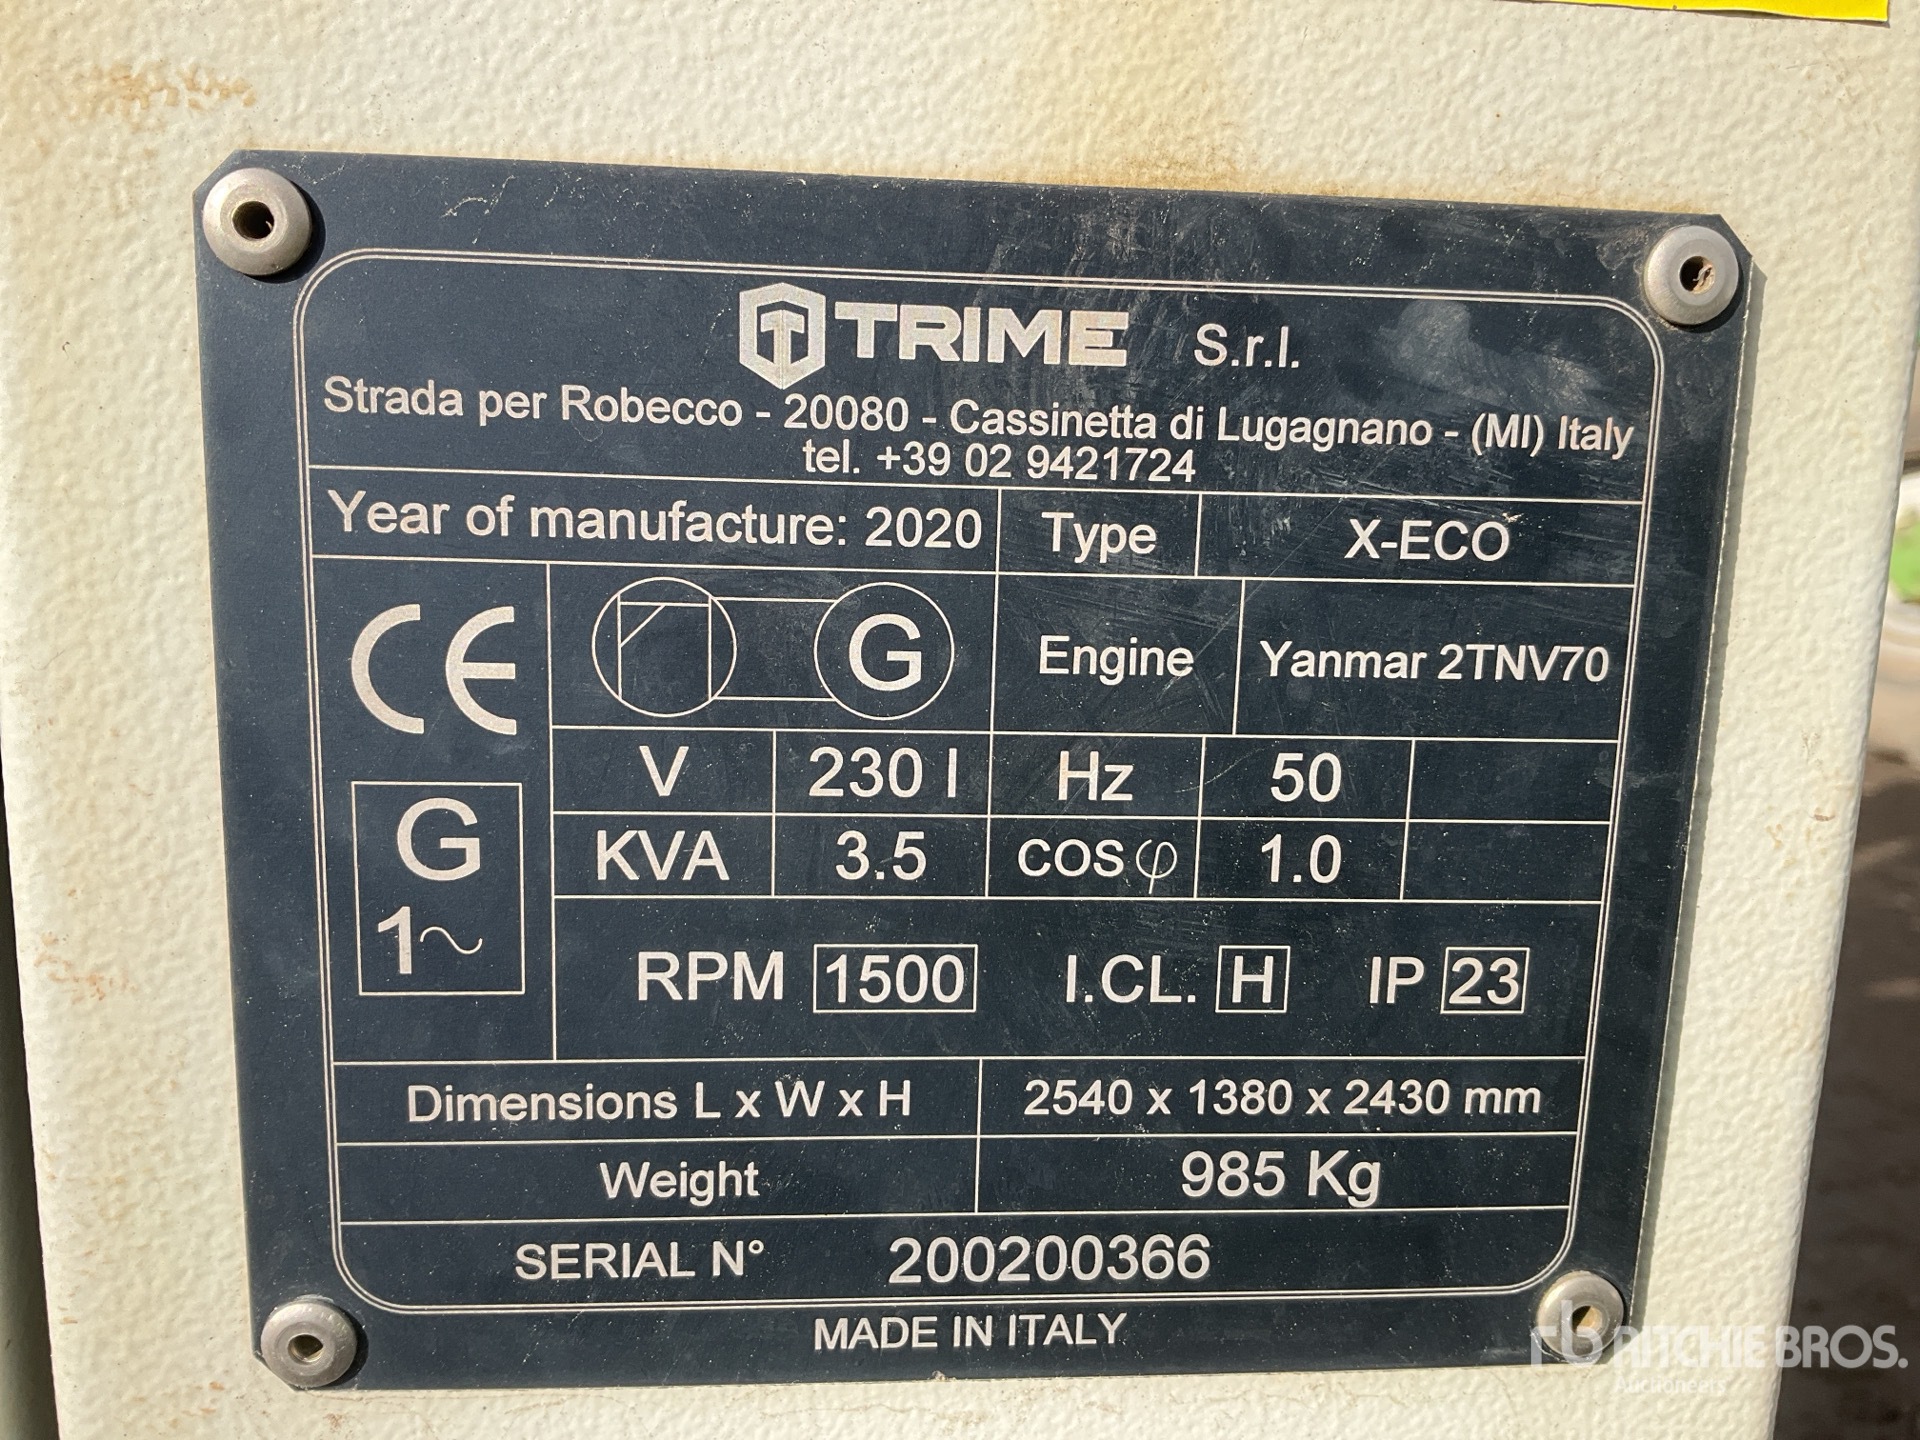 TRIME S.r.l.
Strada per Robecco - 20080 - Cassinetta di Lugagnano - (MI) Italy
tel. +39 02 9421724
Year of manufacture: 2020 Type X-ECO
CE G Engine Yanmar 2TNV70
V 230 I Hz 50
G KVA 3.5 COS φ 1.0
1~ RPM 1500 I.CL. H IP 23
Dimensions L x W x H 2540 x 1380 x 2430 mm
Weight 985 Kg
SERIAL N° 200200366
MADE IN ITALY
rb RITCHIE BROS.
Auctioneers